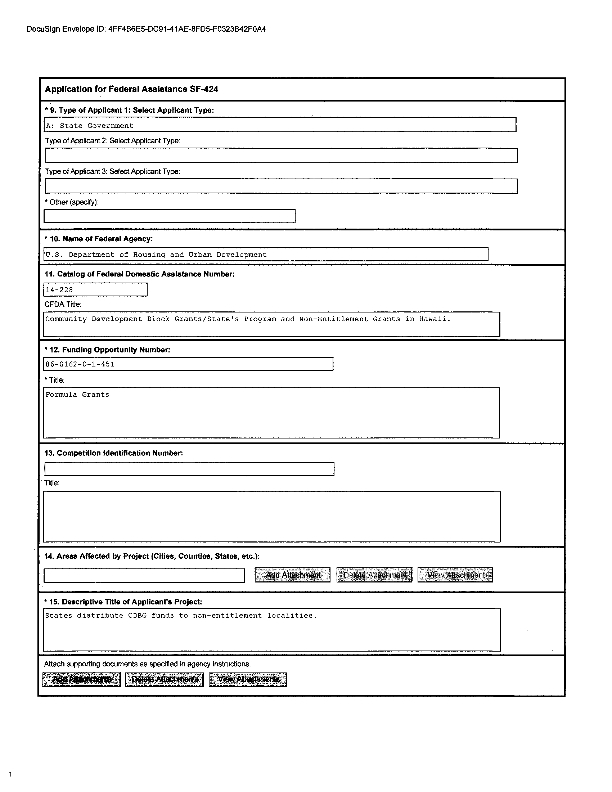 DocuSign Envelope ID: 4FF4B6E5-DC91-41AE-8FD5-F0323B42F0A4
Application for Federal Assistance SF-424
* 9. Type of Applicant 1: Select Applicant Type:
A: State Government
Type of Applicant 2: Select Applicant Type:
Type of Applicant 3: Select Applicant Type:
* Other (specify)
* 10. Name of Federal Agency:
U.S. Department of Housing and Urban Development
11. Catalog of Federal Domestic Assistance Number:
14-228
CFDA Title:
Community Development Block Grants/State's Program and Non-Entitlement Grants in Hawaii.
* 12. Funding Opportunity Number:
86-0162-0-1-451
* Title:
Formula Grants
13. Competition Identification Number:
Title:
14. Areas Affected by Project (Cities, Counties, States, etc.):
Add Attachment Delete Attachment View Attachment
* 15. Descriptive Title of Applicant's Project:
States distribute CDBG funds to non-entitlement localities.
Attach supporting documents as specified in agency instructions.
Add Attachments Delete Attachments View Attachments
1